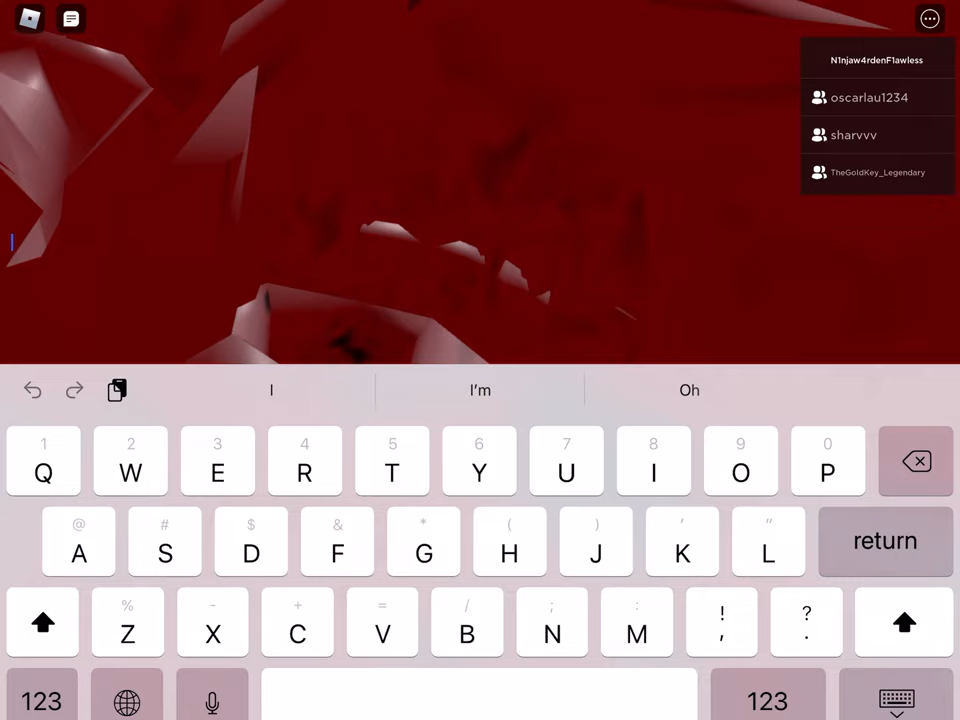 N1njaw4rdenF1awless
oscarlau1234
sharvvv
TheGoldKey_Legendary
I I'm Oh
1 2 3 4 5 6 7 8 9 0
Q W E R T Y U I O P
@ # $ & * ( ) ' "
A S D F G H J K L return
% - + = / ; : ! ?
Z X C V B N M , .
123 123